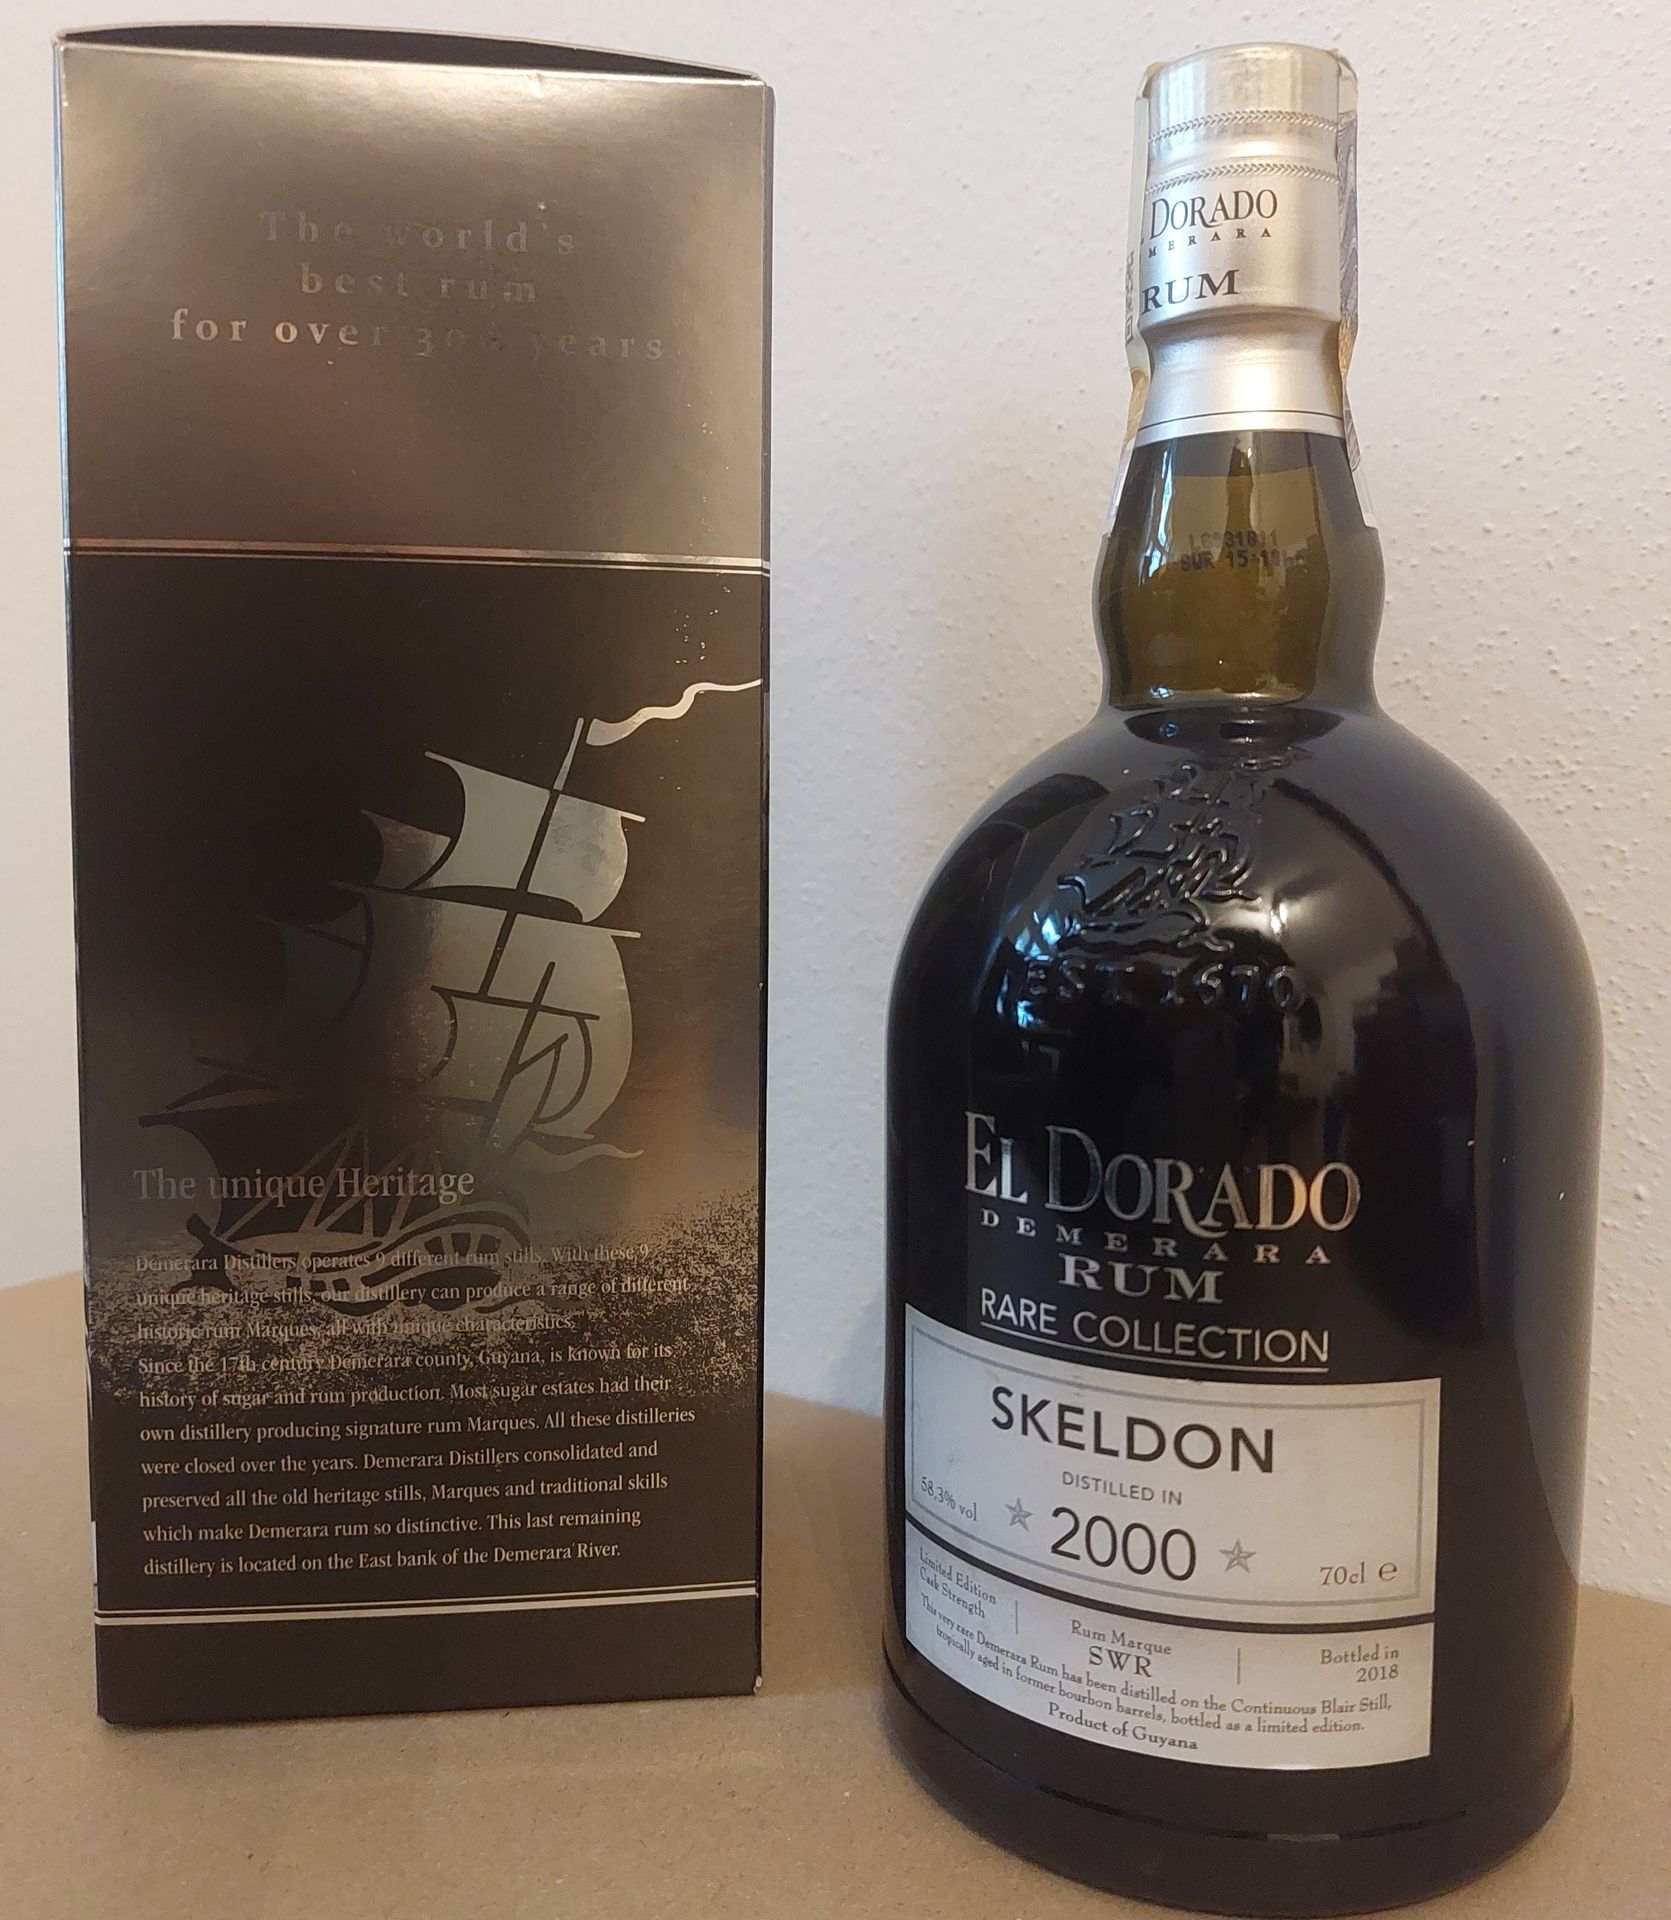 The world's
best rum
for over 300 years
The unique Heritage
Demerara Distillers operates 9 different rum stills. With these 9
unique heritage stills, our distillery can produce a range of different
historic rum Marques, all with unique characteristics.
Since the 17th century Demerara county, Guyana, is known for its
history of sugar and rum production. Most sugar estates had their
own distillery producing signature rum Marques. All these distilleries
were closed over the years. Demerara Distillers consolidated and
preserved all the old heritage stills, Marques and traditional skills
which make Demerara rum so distinctive. This last remaining
distillery is located on the East bank of the Demerara River.
L DORADO
MERARA
RUM
EST. 1670
EL DORADO
DEMERARA
RUM
RARE COLLECTION
SKELDON
DISTILLED IN
58,3% vol
2000
70cl e
Limited Edition
Cask Strength
Rum Marque
SWR
Bottled in
2018
This very rare Demerara Rum has been distilled on the Continuous Blair Still,
tropically aged in former bourbon barrels, bottled as a limited edition.
Product of Guyana